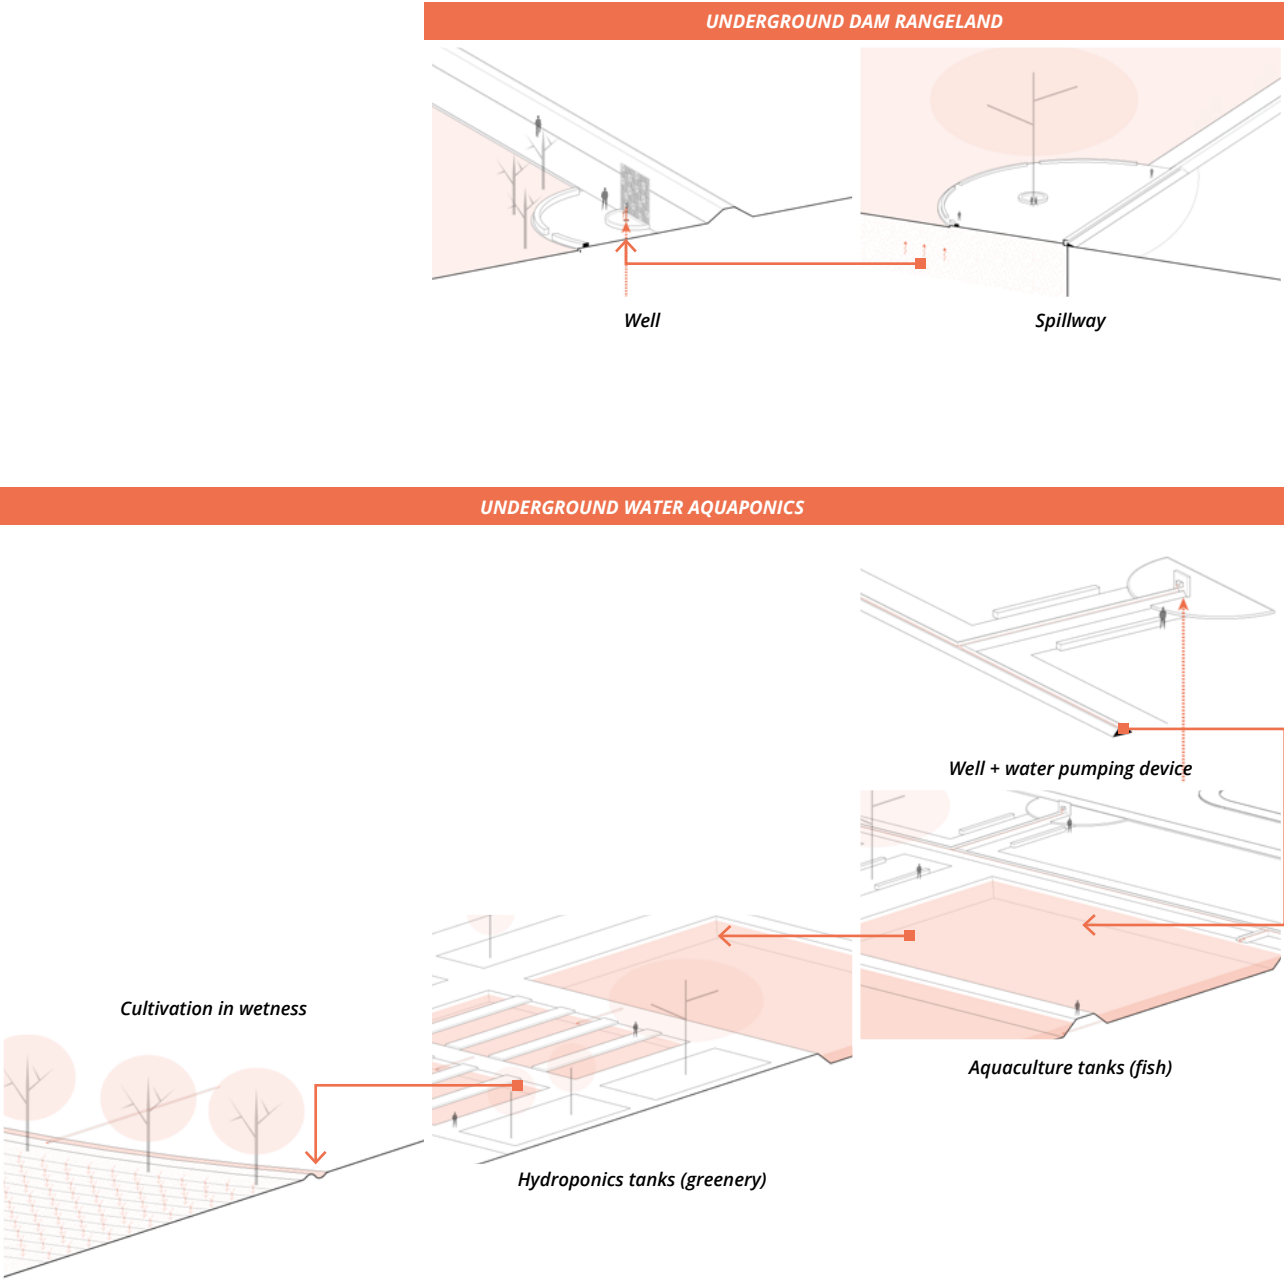 UNDERGROUND DAM RANGELAND
Well
Spillway
UNDERGROUND WATER AQUAPONICS
Well + water pumping device
Cultivation in wetness
Aquaculture tanks (fish)
Hydroponics tanks (greenery)